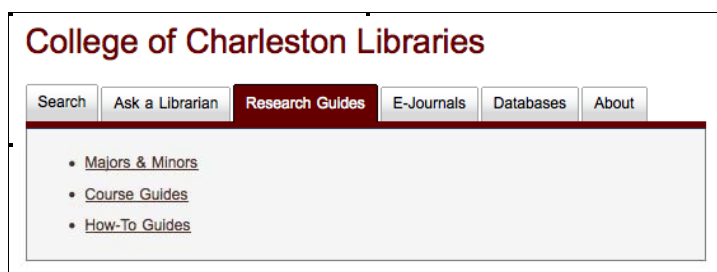 College of Charleston Libraries
Search Ask a Librarian Research Guides E-Journals Databases About
Majors & Minors
Course Guides
How-To Guides